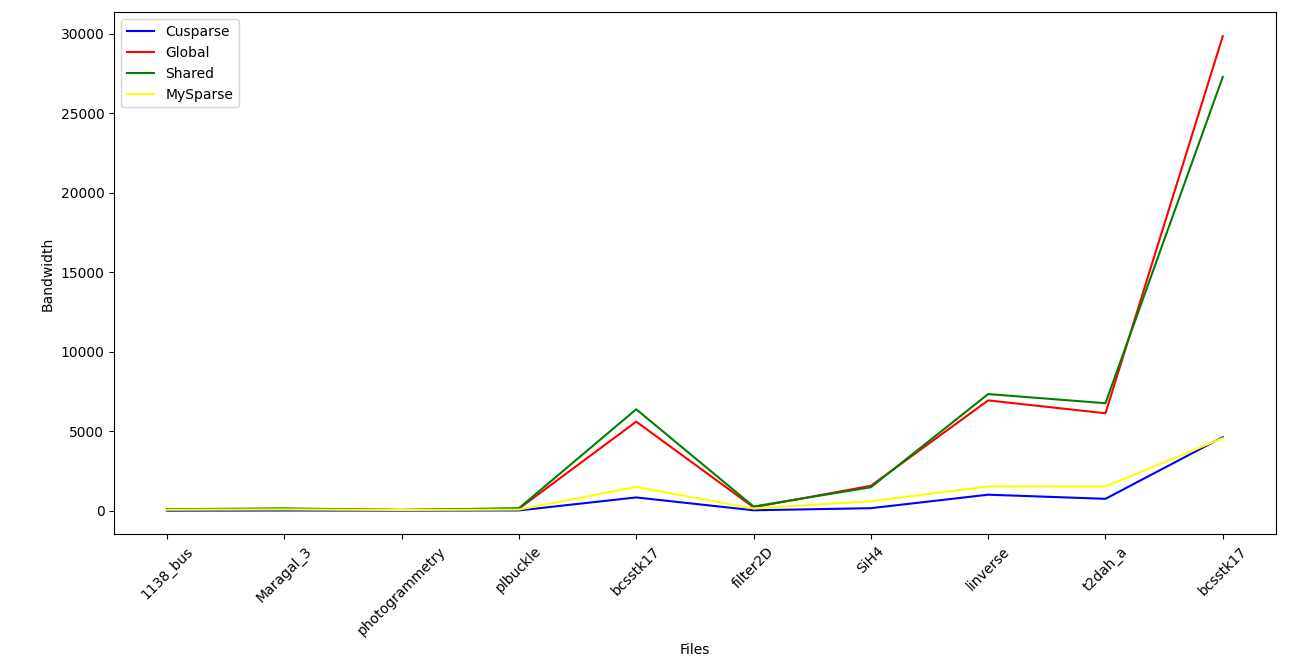 Cusparse
Global
Shared
MySparse
30000
25000
20000
15000
10000
5000
0
Bandwidth
1138_bus
Maragal_3
photogrammetry
plbuckle
bcsstk17
filter2D
SiH4
linverse
t2dah_a
bcsstk17
Files